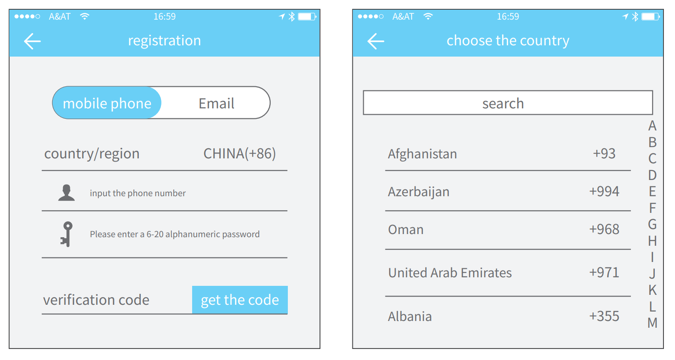 A&AT 16:59
registration
mobile phone Email
country/region CHINA(+86)
input the phone number
Please enter a 6-20 alphanumeric password
verification code get the code
A&AT 16:59
choose the country
search
Afghanistan +93
Azerbaijan +994
Oman +968
United Arab Emirates +971
Albania +355
A
B
C
D
E
F
G
H
I
J
K
L
M